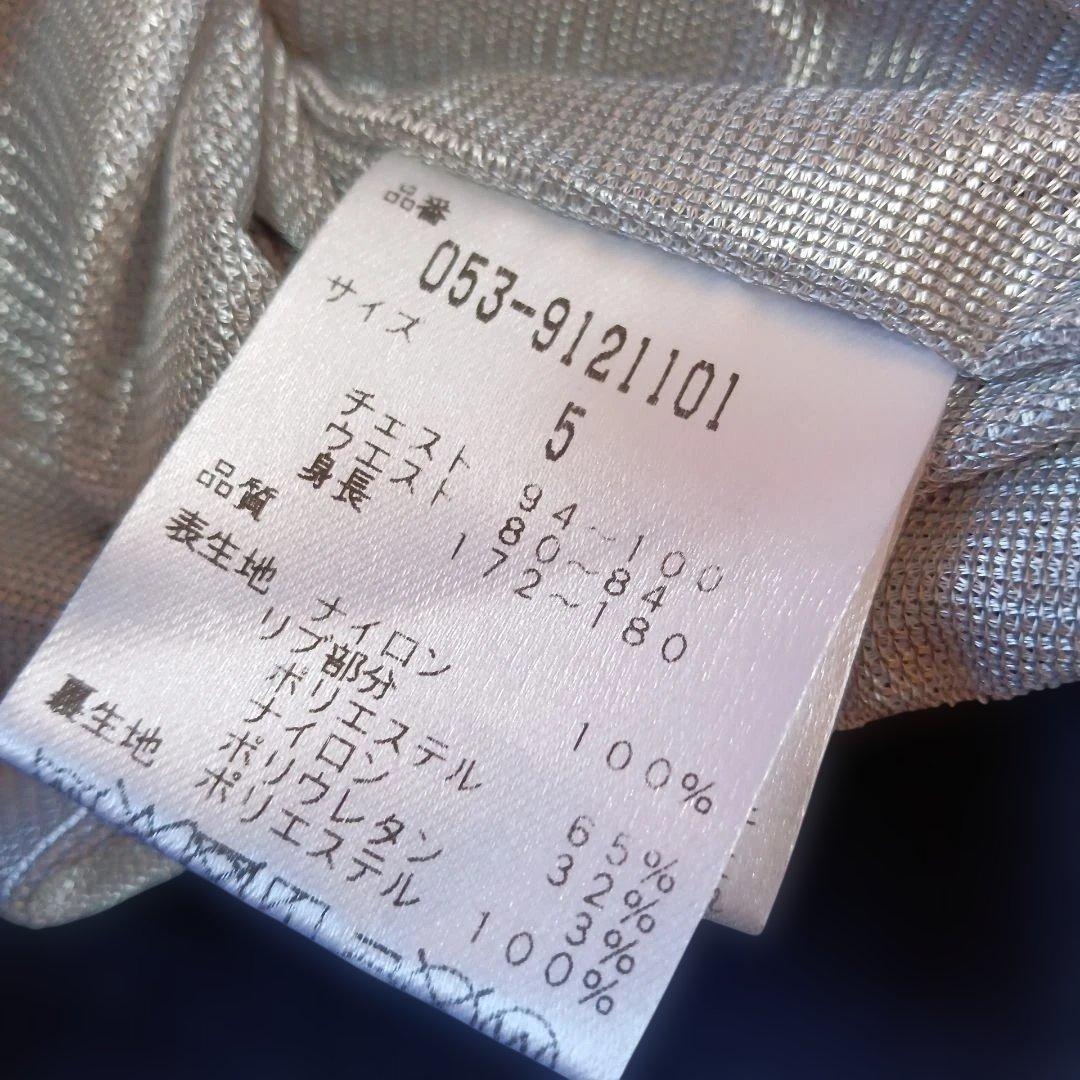 品番
053-9121101
サイズ
5
チェスト 94~100
ウエスト 80~84
身長 172~180
品質
表生地
ナイロン 100%
リブ部分
ポリエステル 65%
ナイロン 32%
ポリウレタン 3%
裏生地 ポリエステル 100%